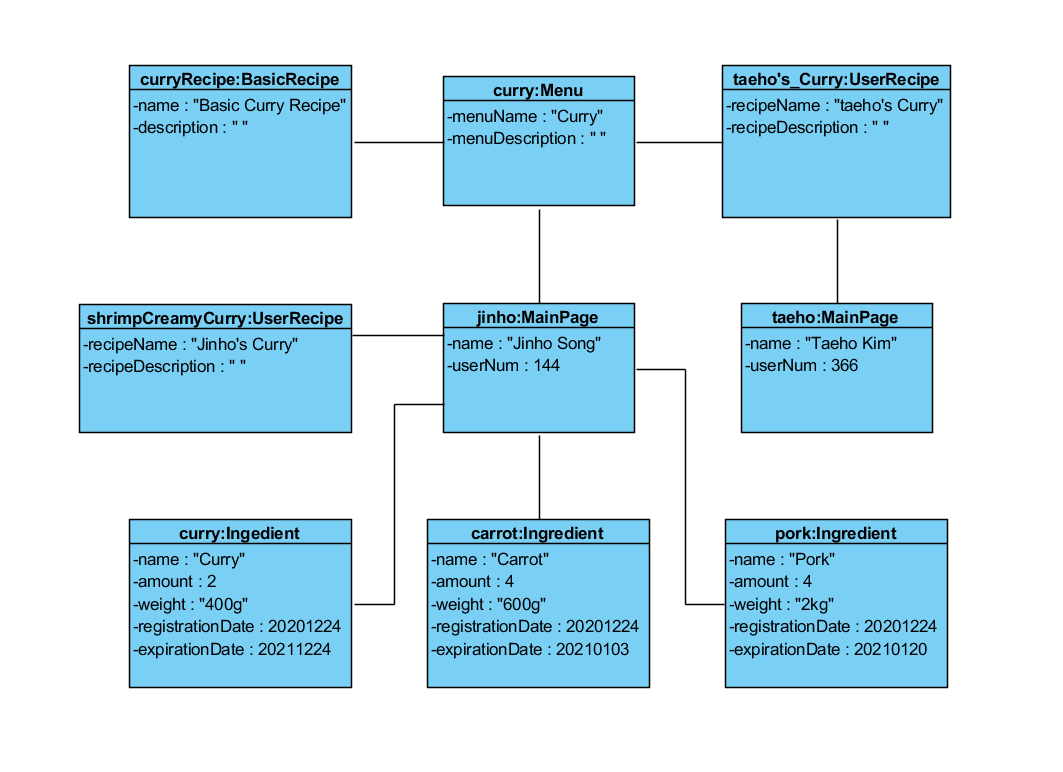 curryRecipe:BasicRecipe
-name : "Basic Curry Recipe"
-description : " "
curry:Menu
-menuName : "Curry"
-menuDescription : " "
taeho's_Curry:UserRecipe
-recipeName : "taeho's Curry"
-recipeDescription : " "
shrimpCreamyCurry:UserRecipe
-recipeName : "Jinho's Curry"
-recipeDescription : " "
jinho:MainPage
-name : "Jinho Song"
-userNum : 144
taeho:MainPage
-name : "Taeho Kim"
-userNum : 366
curry:Ingedient
-name : "Curry"
-amount : 2
-weight : "400g"
-registrationDate : 20201224
-expirationDate : 20211224
carrot:Ingredient
-name : "Carrot"
-amount : 4
-weight : "600g"
-registrationDate : 20201224
-expirationDate : 20210103
pork:Ingredient
-name : "Pork"
-amount : 4
-weight : "2kg"
-registrationDate : 20201224
-expirationDate : 20210120